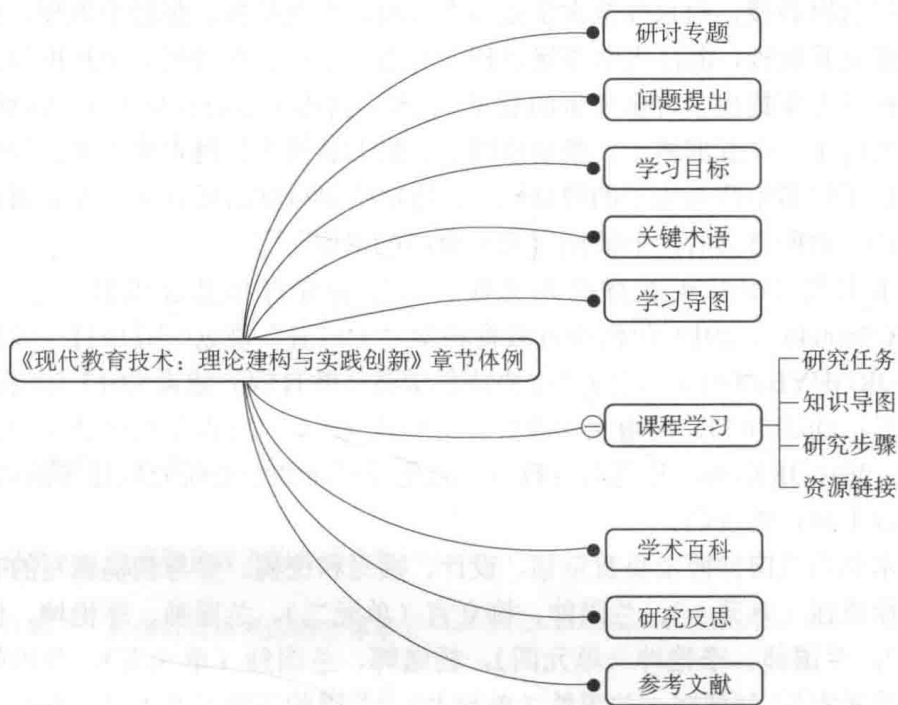 研讨专题
问题提出
学习目标
关键术语
学习导图
《现代教育技术：理论建构与实践创新》章节体例
课程学习
研究任务
知识导图
研究步骤
资源链接
学术百科
研究反思
参考文献